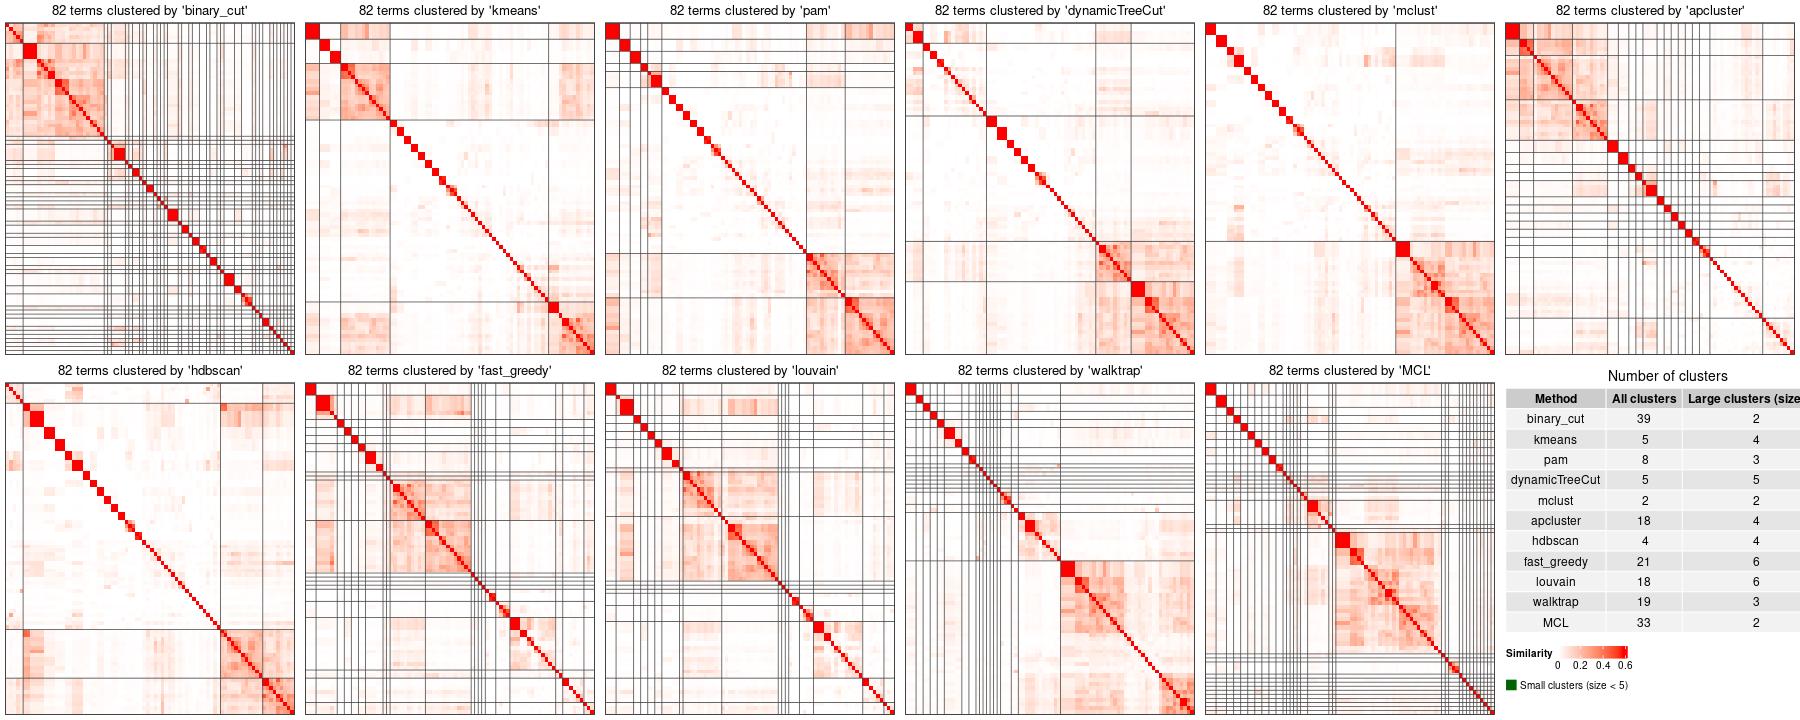 82 terms clustered by 'binary_cut'
82 terms clustered by 'kmeans'
82 terms clustered by 'pam'
82 terms clustered by 'dynamicTreeCut'
82 terms clustered by 'mclust'
82 terms clustered by 'apcluster'
82 terms clustered by 'hdbscan'
82 terms clustered by 'fast_greedy'
82 terms clustered by 'louvain'
82 terms clustered by 'walktrap'
82 terms clustered by 'MCL'
Number of clusters
Method All clusters Large clusters (size
binary_cut 39 2
kmeans 5 4
pam 8 3
dynamicTreeCut 5 5
mclust 2 2
apcluster 18 4
hdbscan 4 4
fast_greedy 21 6
louvain 18 6
walktrap 19 3
MCL 33 2
Similarity
0 0.2 0.4 0.6
Small clusters (size < 5)